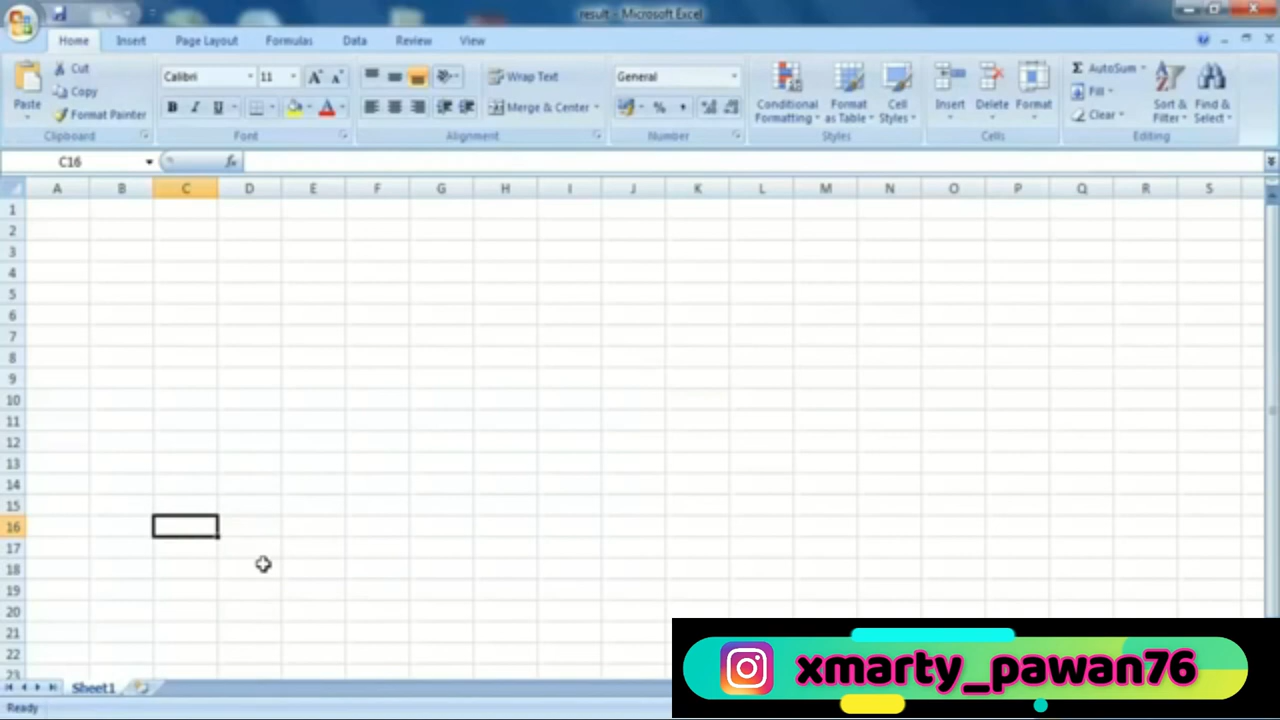 result - Microsoft Excel
Home Insert Page Layout Formulas Data Review View
Paste
Cut
Copy
Format Painter
Clipboard
Calibri 11
B I U
Font
Wrap Text
Merge & Center
Alignment
General
%
Number
Conditional Formatting
Format as Table
Cell Styles
Styles
Insert Delete Format
Cells
Σ AutoSum
Fill
Clear
Sort & Filter
Find & Select
Editing
C16 fx
A B C D E F G H I J K L M N O P Q R S
1
2
3
4
5
6
7
8
9
10
11
12
13
14
15
16
17
18
19
20
21
22
23
Sheet1
Ready
xmarty_pawan76